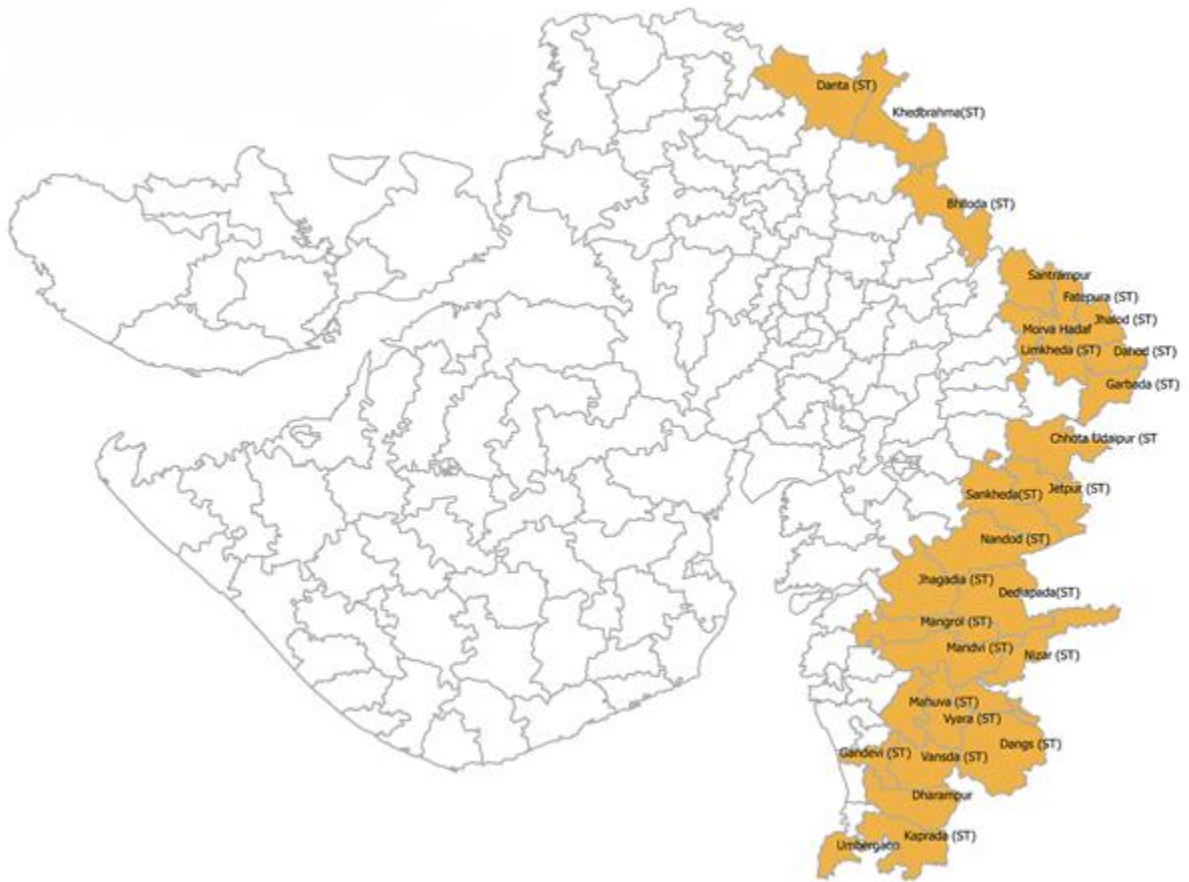 Danta (ST)
Khedbrahma(ST)
Bhiloda (ST)
Santrampur
Fatepura (ST)
Jhalod (ST)
Morva Hadaf
Limkheda (ST)
Dahod (ST)
Garbada (ST)
Chhota Udaipur (ST
Jetpur (ST)
Sankheda(ST)
Nandod (ST)
Jhagadia (ST)
Dediapada(ST)
Mangrol (ST)
Mandvi (ST)
Nizar (ST)
Mahuva (ST)
Vyara (ST)
Dangs (ST)
Gandevi (ST)
Vansda (ST)
Dharampur
Kaprada (ST)
Umbergaon